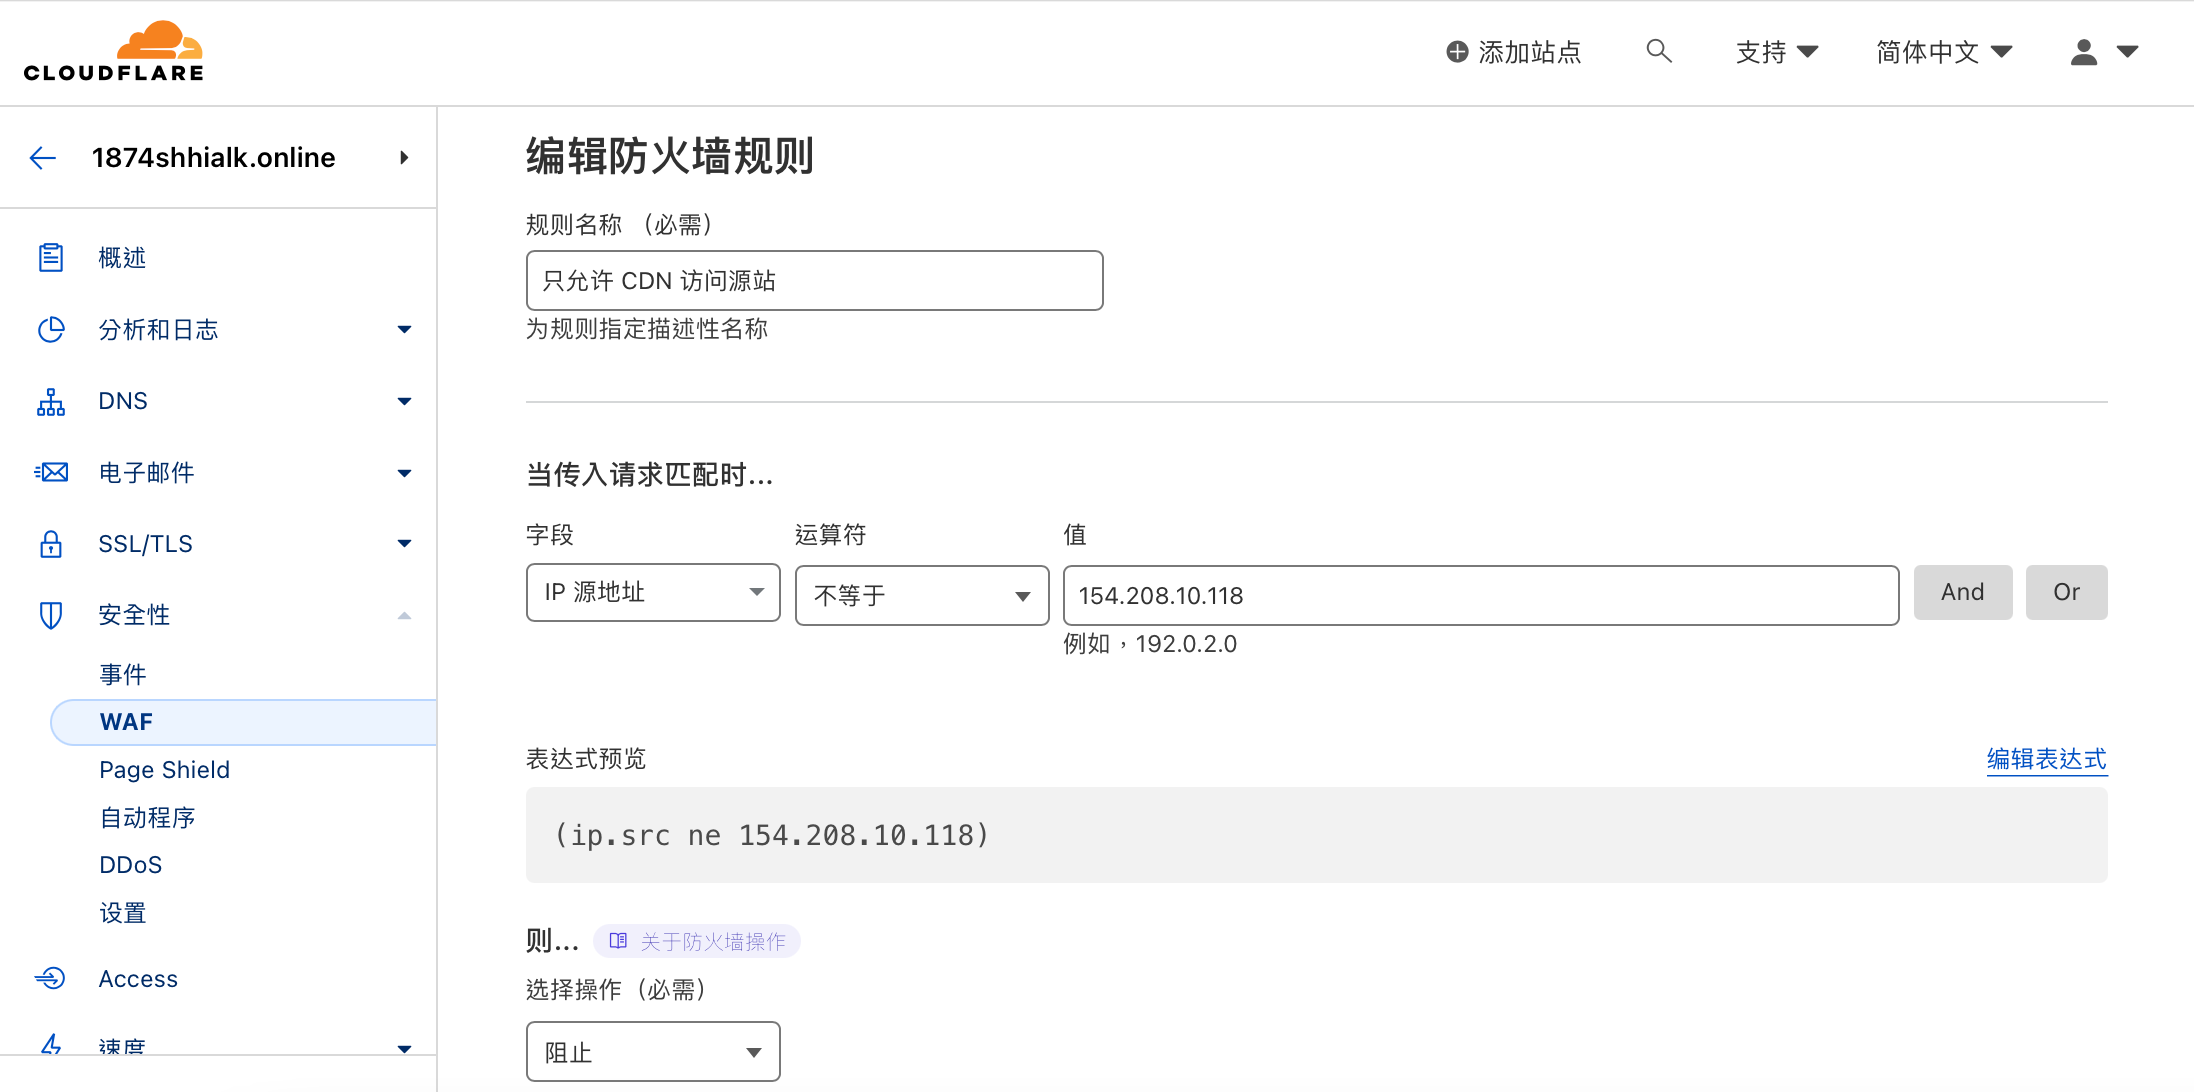 CLOUDFLARE
添加站点
支持
简体中文
1874shhialk.online
概述
分析和日志
DNS
电子邮件
SSL/TLS
安全性
事件
WAF
Page Shield
自动程序
DDoS
设置
Access
速度
编辑防火墙规则
规则名称 （必需）
只允许 CDN 访问源站
为规则指定描述性名称
当传入请求匹配时...
字段 运算符 值
IP 源地址 不等于 154.208.10.118 And Or
例如，192.0.2.0
表达式预览 编辑表达式
(ip.src ne 154.208.10.118)
则... 关于防火墙操作
选择操作（必需）
阻止